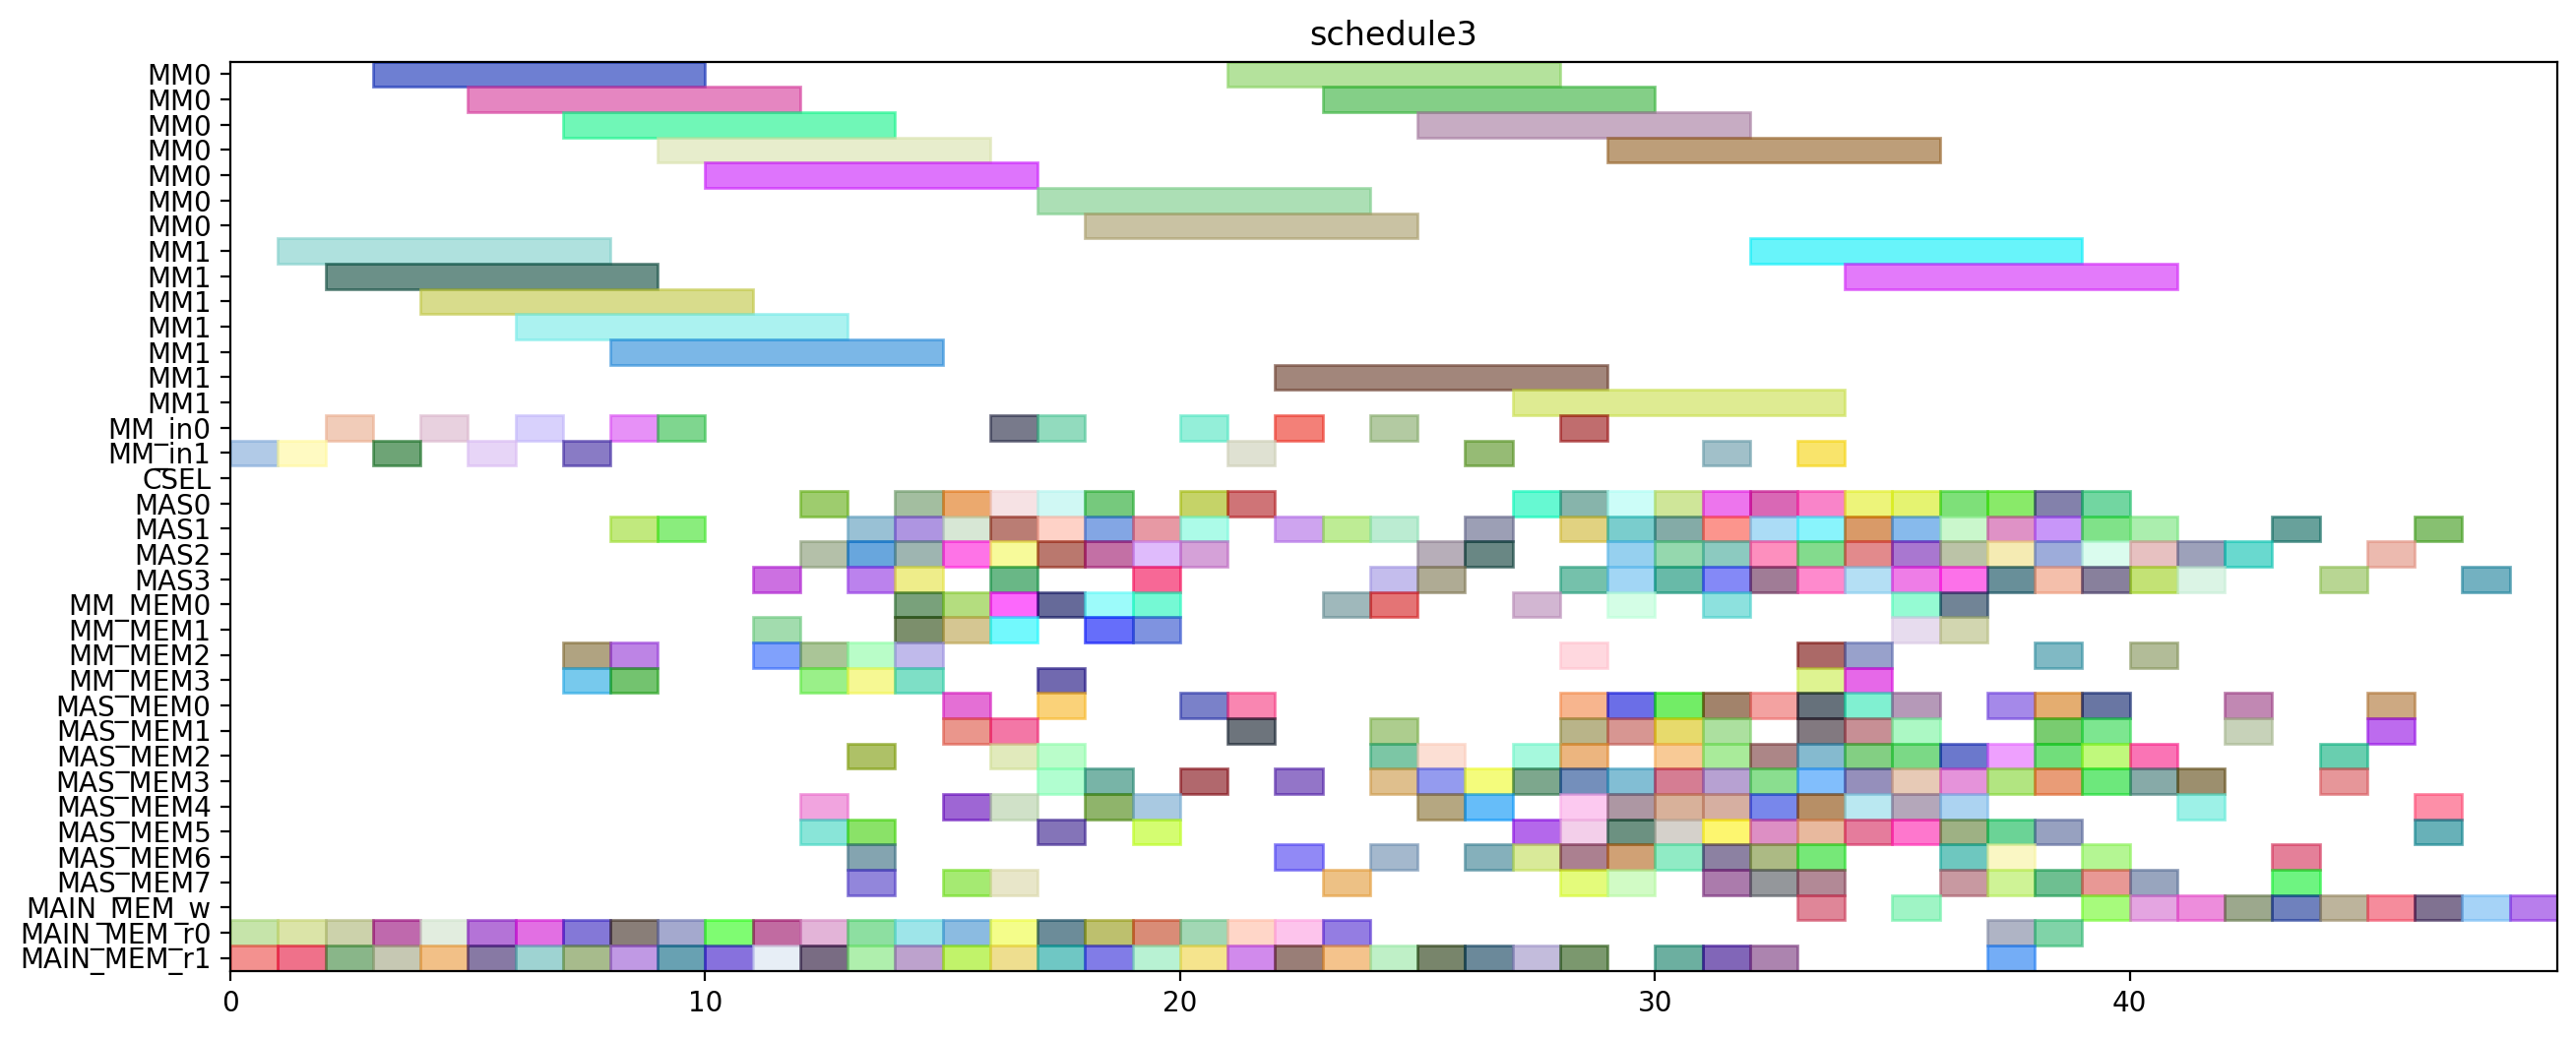 schedule3
MM0
MM0
MM0
MM0
MM0
MM0
MM0
MM1
MM1
MM1
MM1
MM1
MM1
MM1
MM_in0
MM_in1
CSEL
MAS0
MAS1
MAS2
MAS3
MM_MEM0
MM_MEM1
MM_MEM2
MM_MEM3
MAS_MEM0
MAS_MEM1
MAS_MEM2
MAS_MEM3
MAS_MEM4
MAS_MEM5
MAS_MEM6
MAS_MEM7
MAIN_MEM_w
MAIN_MEM_r0
MAIN_MEM_r1
0 10 20 30 40